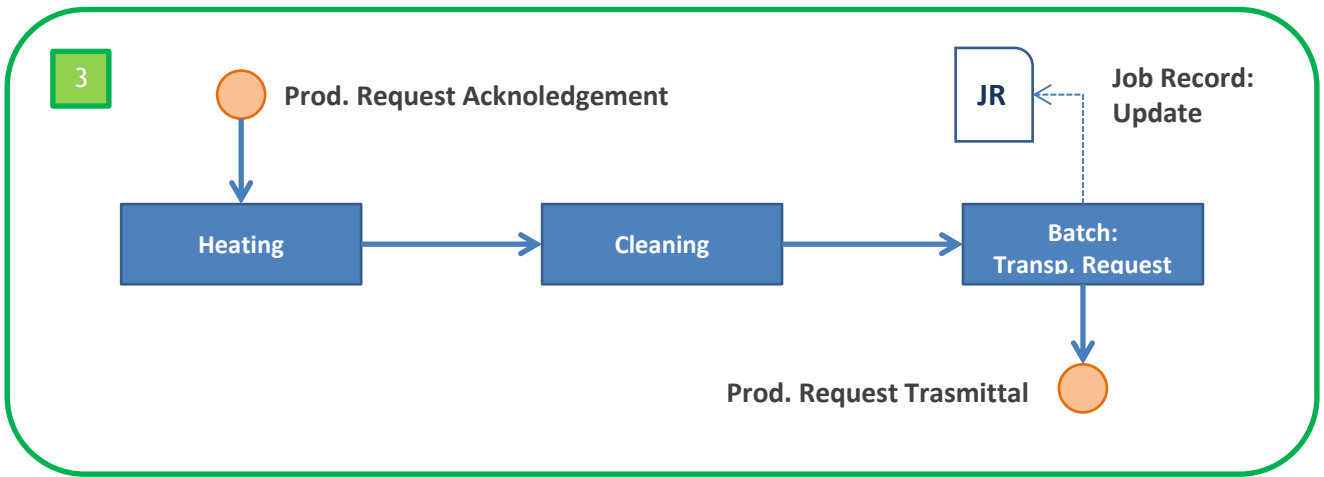 3
Prod. Request Acknoledgement
JR
Job Record:
Update
Heating
Cleaning
Batch:
Transp. Request
Prod. Request Trasmittal